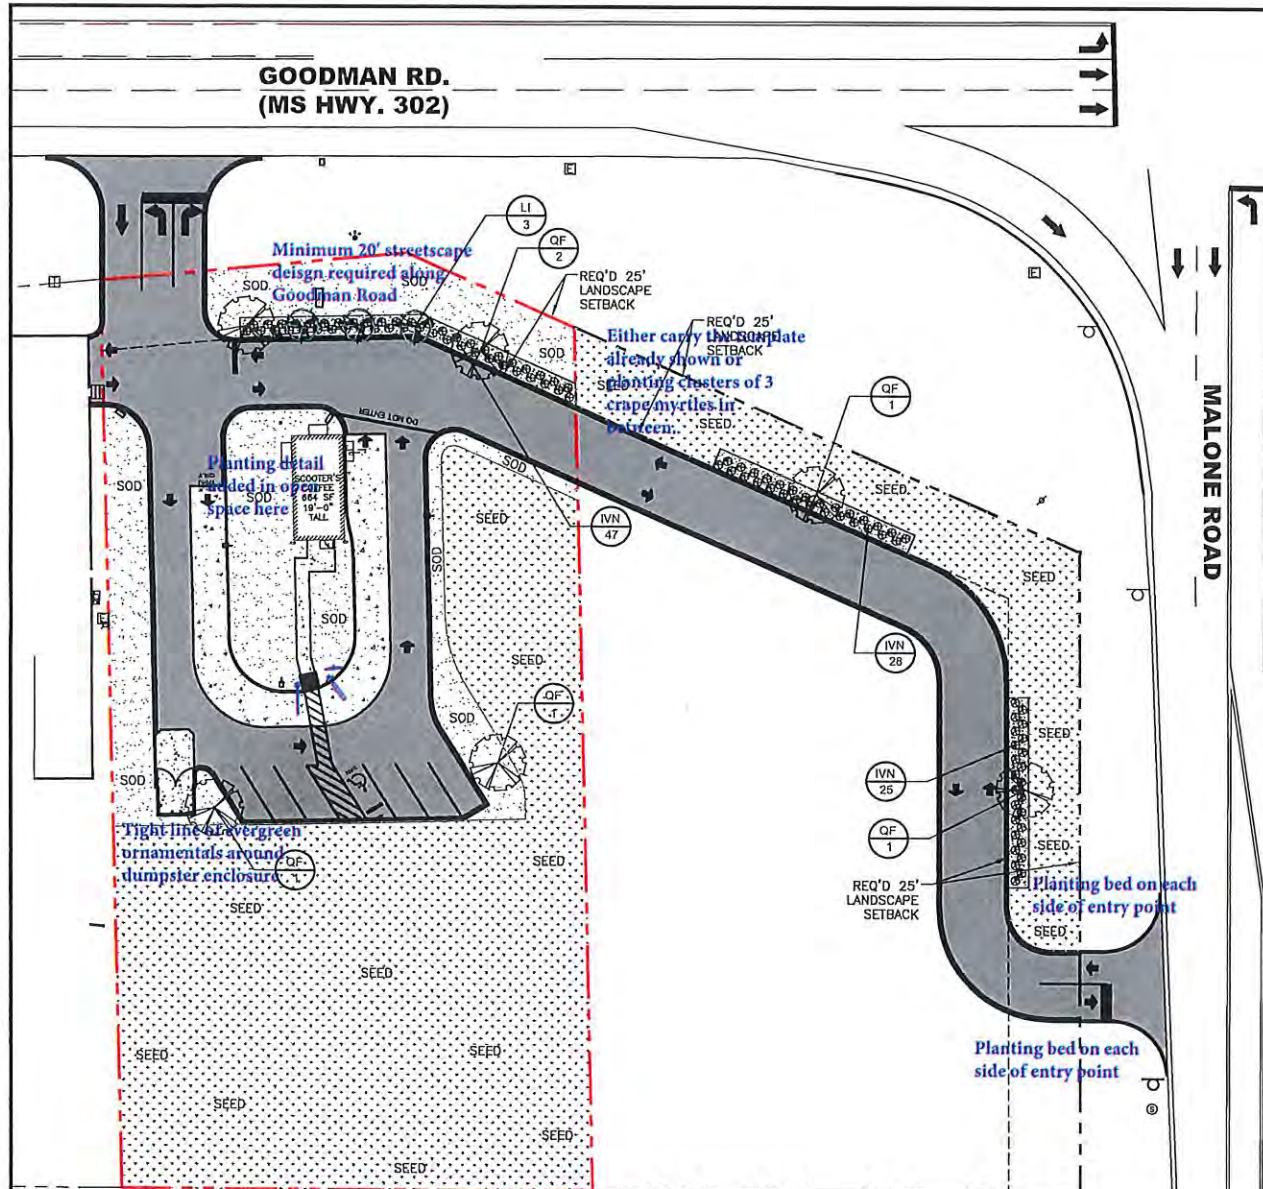 GOODMAN RD.
(MS HWY. 302)
LI
3
QF
2
Minimum 20' streetscape
deisgn required along
Goodman Road
SOD
SOD
REQ'D 25'
LANDSCAPE
SETBACK
SOD
REQ'D 25'
LANDSCAPE
SETBACK
Either carry the template
already shown or
planting clusters of 3
crape myrtles in
between..
SEED
SEED
QF
1
MALONE ROAD
DO NOT ENTER
SOD
SOD
Planting detail
added in open
space here
SOD
SCOOTER'S
COFFEE
664 SF
19'-0"
TALL
SEED
SEED
IVN
47
SOD
SEED
SOD
SEED
IVN
28
SOD
QF
1
SEED
SOD
IVN
25
QF
1
SEED
Tight line of evergreen
ornamentals around
dumpster enclosure
QF
1
SEED
REQ'D 25'
LANDSCAPE
SETBACK
Planting bed on each
side of entry point
SEED
SEED
SEED
SEED
SEED
Planting bed on each
side of entry point
SEED
SEED
SEED